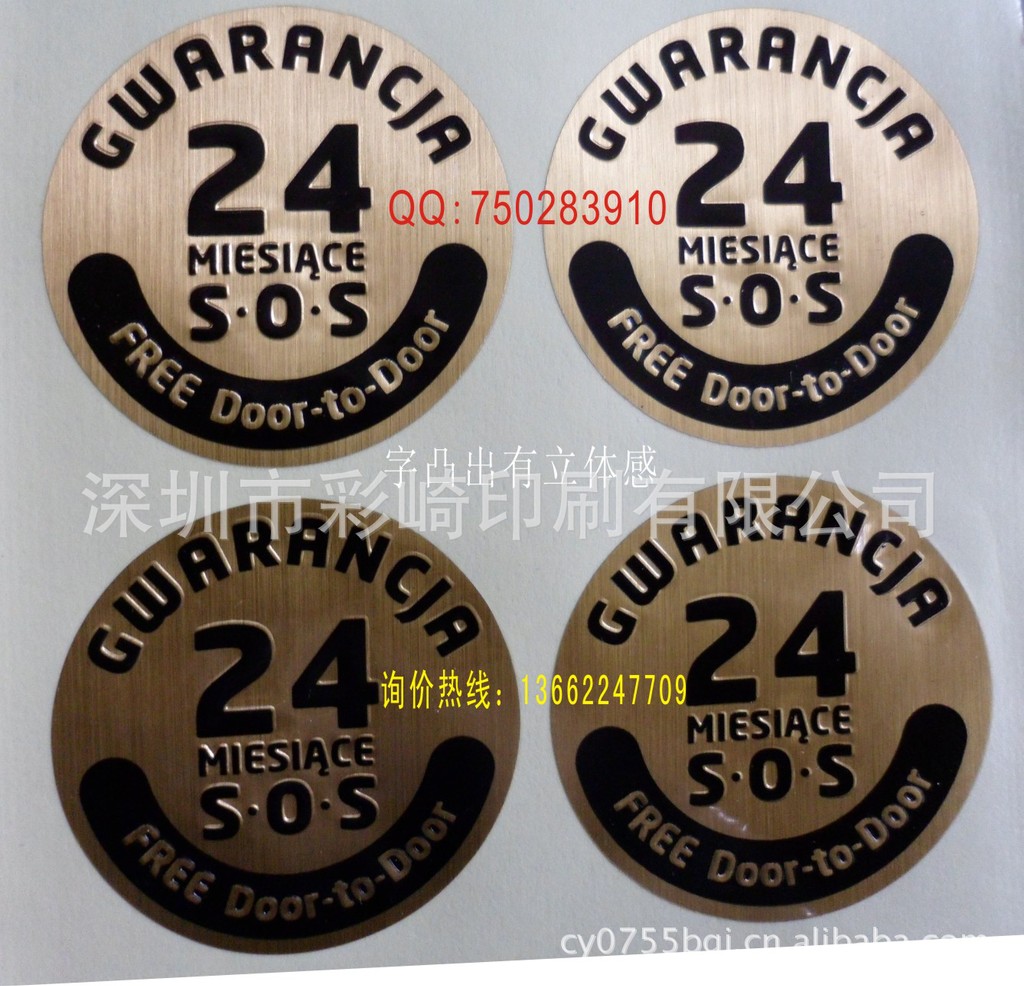 GWARANCJA
24
MIESIĄCE
S·O·S
FREE Door-to-Door
GWARANCJA
24
MIESIĄCE
S·O·S
FREE Door-to-Door
QQ:750283910
字凸出有立体感
深圳市彩崎印刷有限公司
GWARANCJA
24
MIESIĄCE
S·O·S
FREE Door-to-Door
GWARANCJA
24
MIESIĄCE
S·O·S
FREE Door-to-Door
询价热线：13662247709
cy0755bgj.cn.alibaba.com